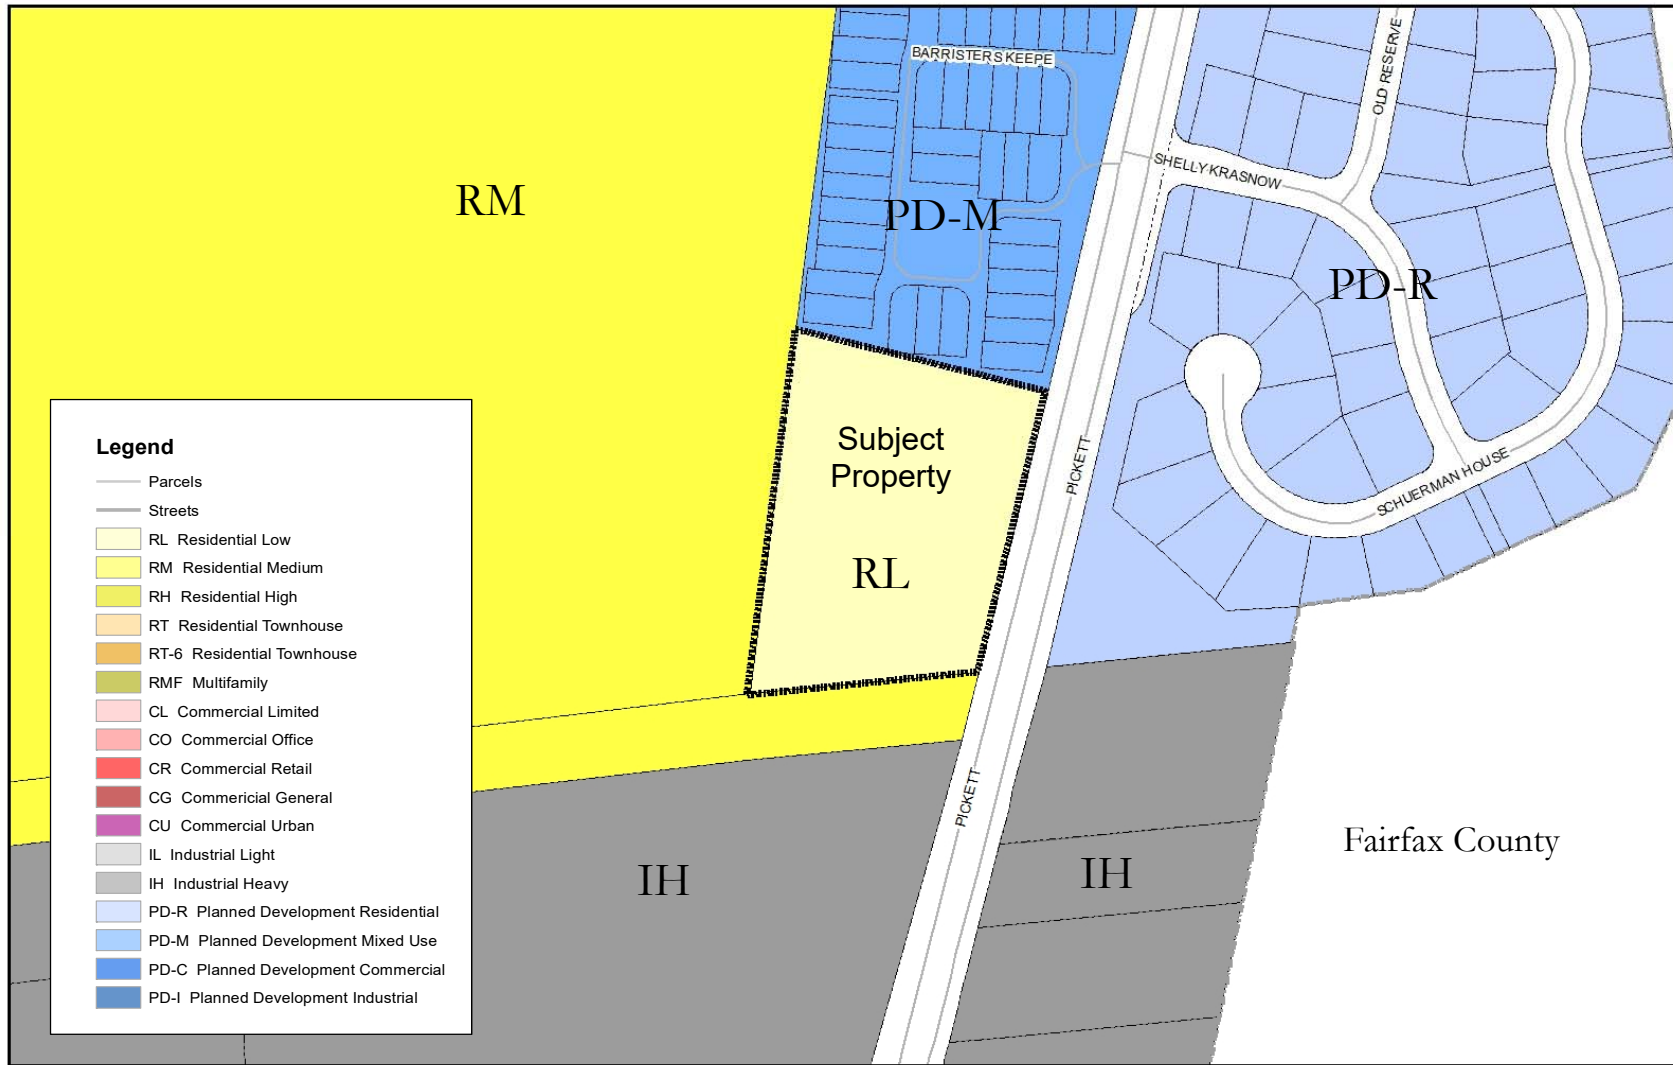 BARRISTERS KEEPE
OLD RESERVE
SHELLY KRASNOW
RM
PD-M
PD-R
Subject
Property
PICKETT
SCHUERMAN HOUSE
RL
Legend
Parcels
Streets
RL Residential Low
RM Residential Medium
RH Residential High
RT Residential Townhouse
RT-6 Residential Townhouse
RMF Multifamily
CL Commercial Limited
CO Commercial Office
CR Commercial Retail
CG Commericial General
CU Commercial Urban
IL Industrial Light
IH Industrial Heavy
PD-R Planned Development Residential
PD-M Planned Development Mixed Use
PD-C Planned Development Commercial
PD-I Planned Development Industrial
PICKETT
IH
IH
Fairfax County